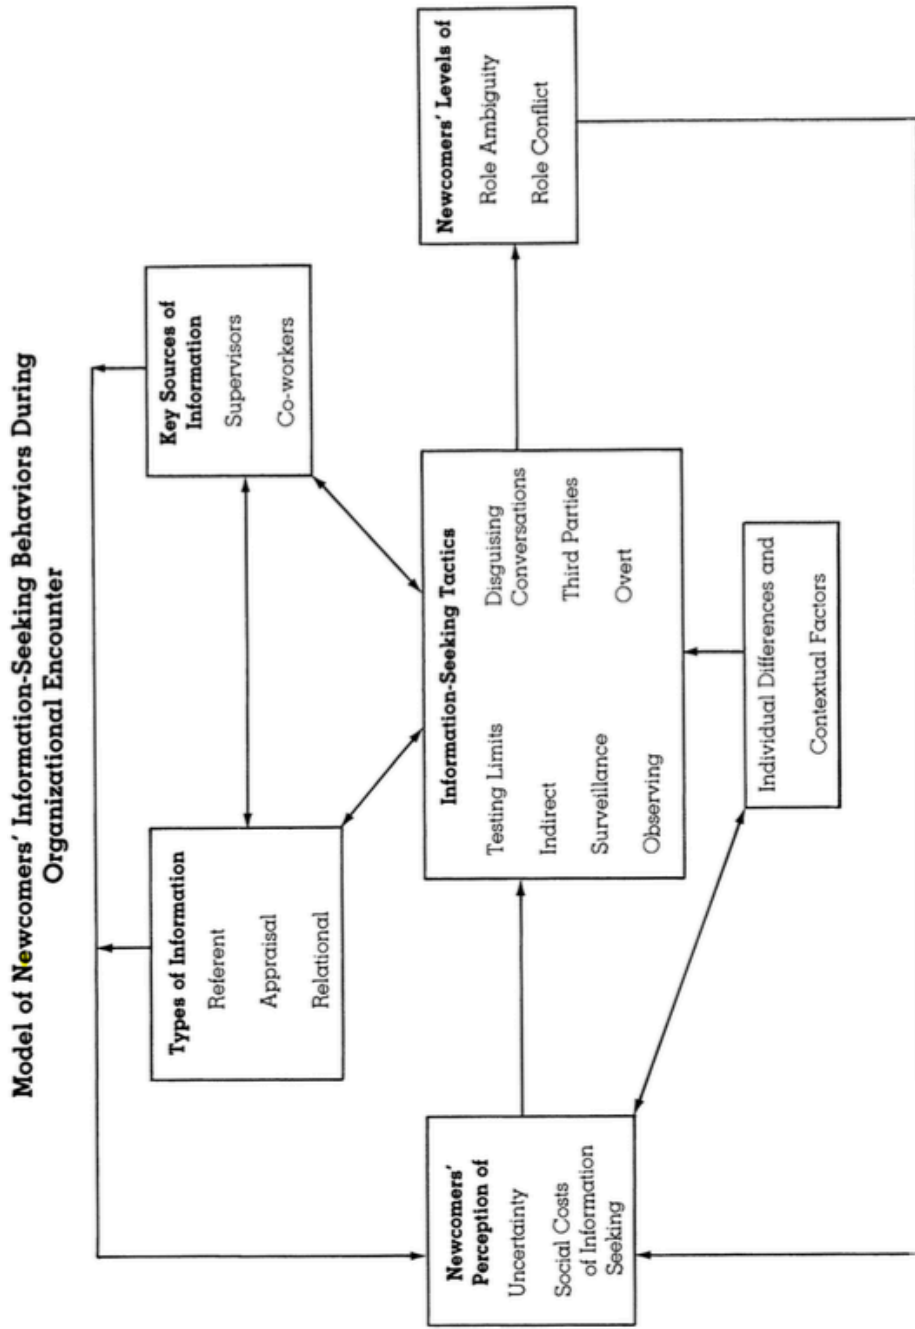 Model of Newcomers' Information-Seeking Behaviors During
Organizational Encounter
Types of Information
Referent
Appraisal
Relational
Key Sources of
Information
Supervisors
Co-workers
Newcomers'
Perception of
Uncertainty
Social Costs
of Information
Seeking
Information-Seeking Tactics
Testing Limits
Indirect
Surveillance
Observing
Disguising
Conversations
Third Parties
Overt
Newcomers' Levels of
Role Ambiguity
Role Conflict
Individual Differences and
Contextual Factors